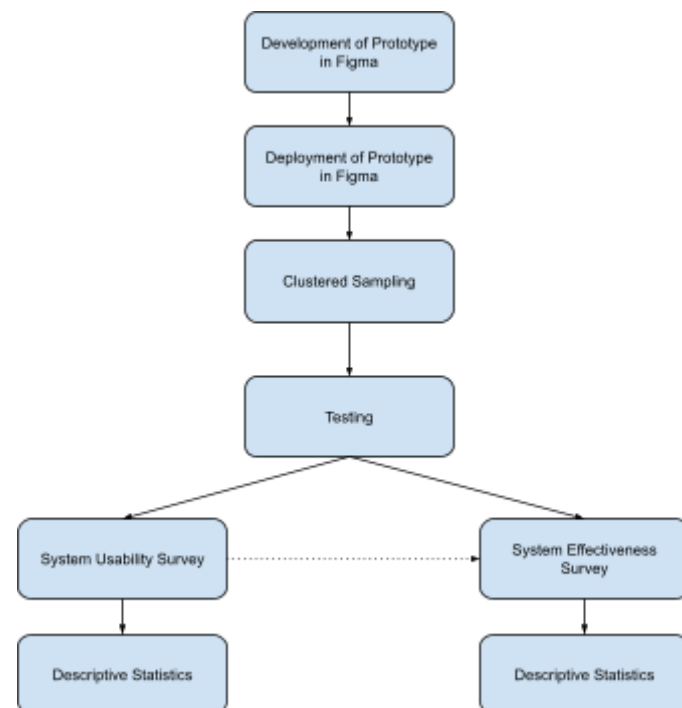 Development of Prototype
in Figma
Deployment of Prototype
in Figma
Clustered Sampling
Testing
System Usability Survey
System Effectiveness
Survey
Descriptive Statistics
Descriptive Statistics